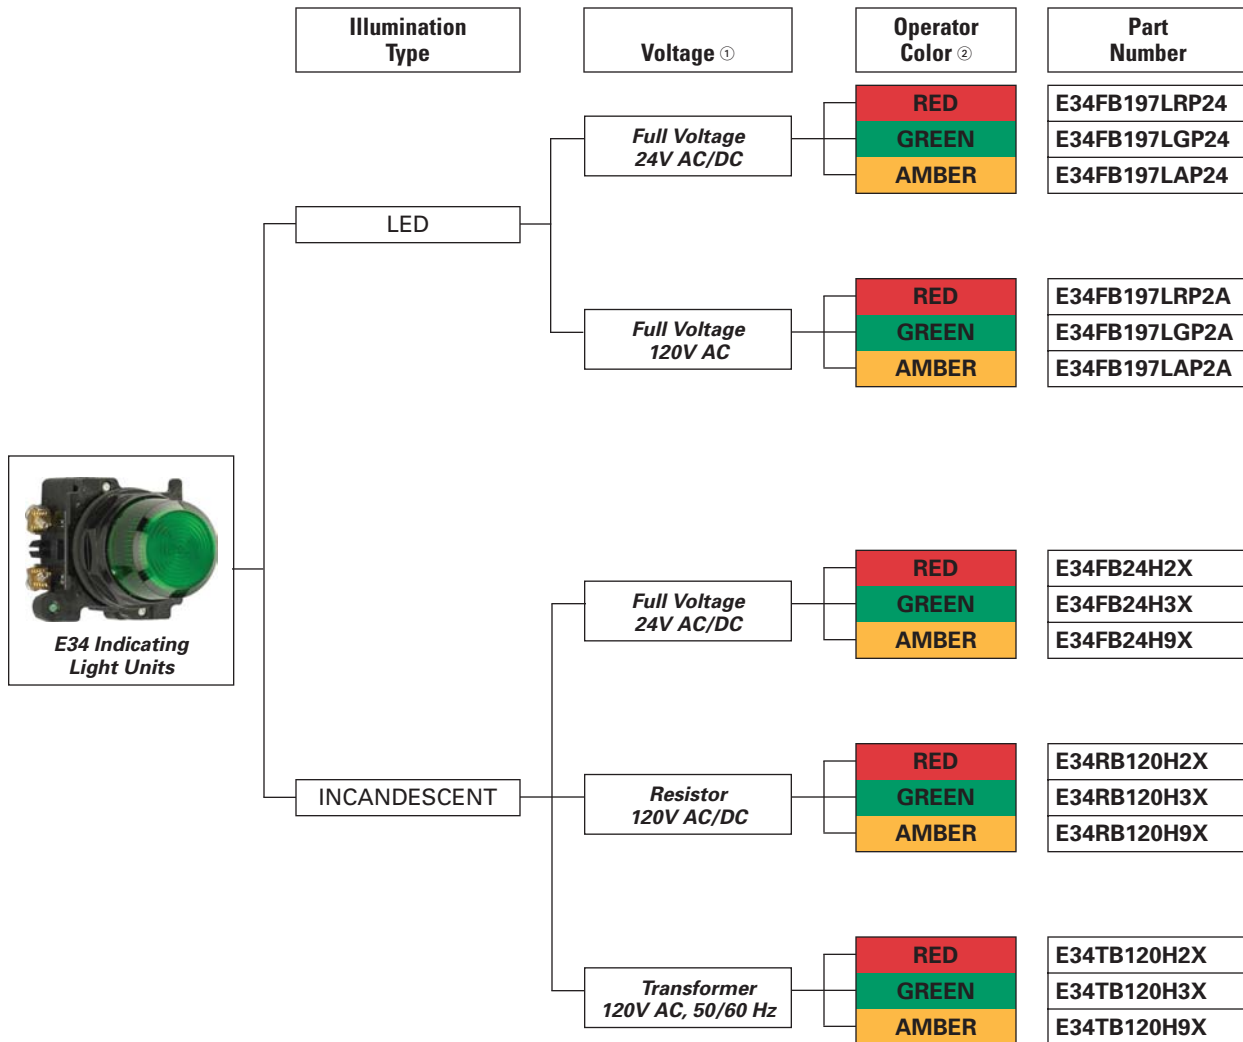 Illumination
Type
Voltage ①
Operator
Color ②
Part
Number
RED
GREEN
AMBER
E34FB197LRP24
E34FB197LGP24
E34FB197LAP24
Full Voltage
24V AC/DC
LED
RED
GREEN
AMBER
E34FB197LRP2A
E34FB197LGP2A
E34FB197LAP2A
Full Voltage
120V AC
E34 Indicating
Light Units
RED
GREEN
AMBER
E34FB24H2X
E34FB24H3X
E34FB24H9X
Full Voltage
24V AC/DC
INCANDESCENT
Resistor
120V AC/DC
RED
GREEN
AMBER
E34RB120H2X
E34RB120H3X
E34RB120H9X
Transformer
120V AC, 50/60 Hz
RED
GREEN
AMBER
E34TB120H2X
E34TB120H3X
E34TB120H9X